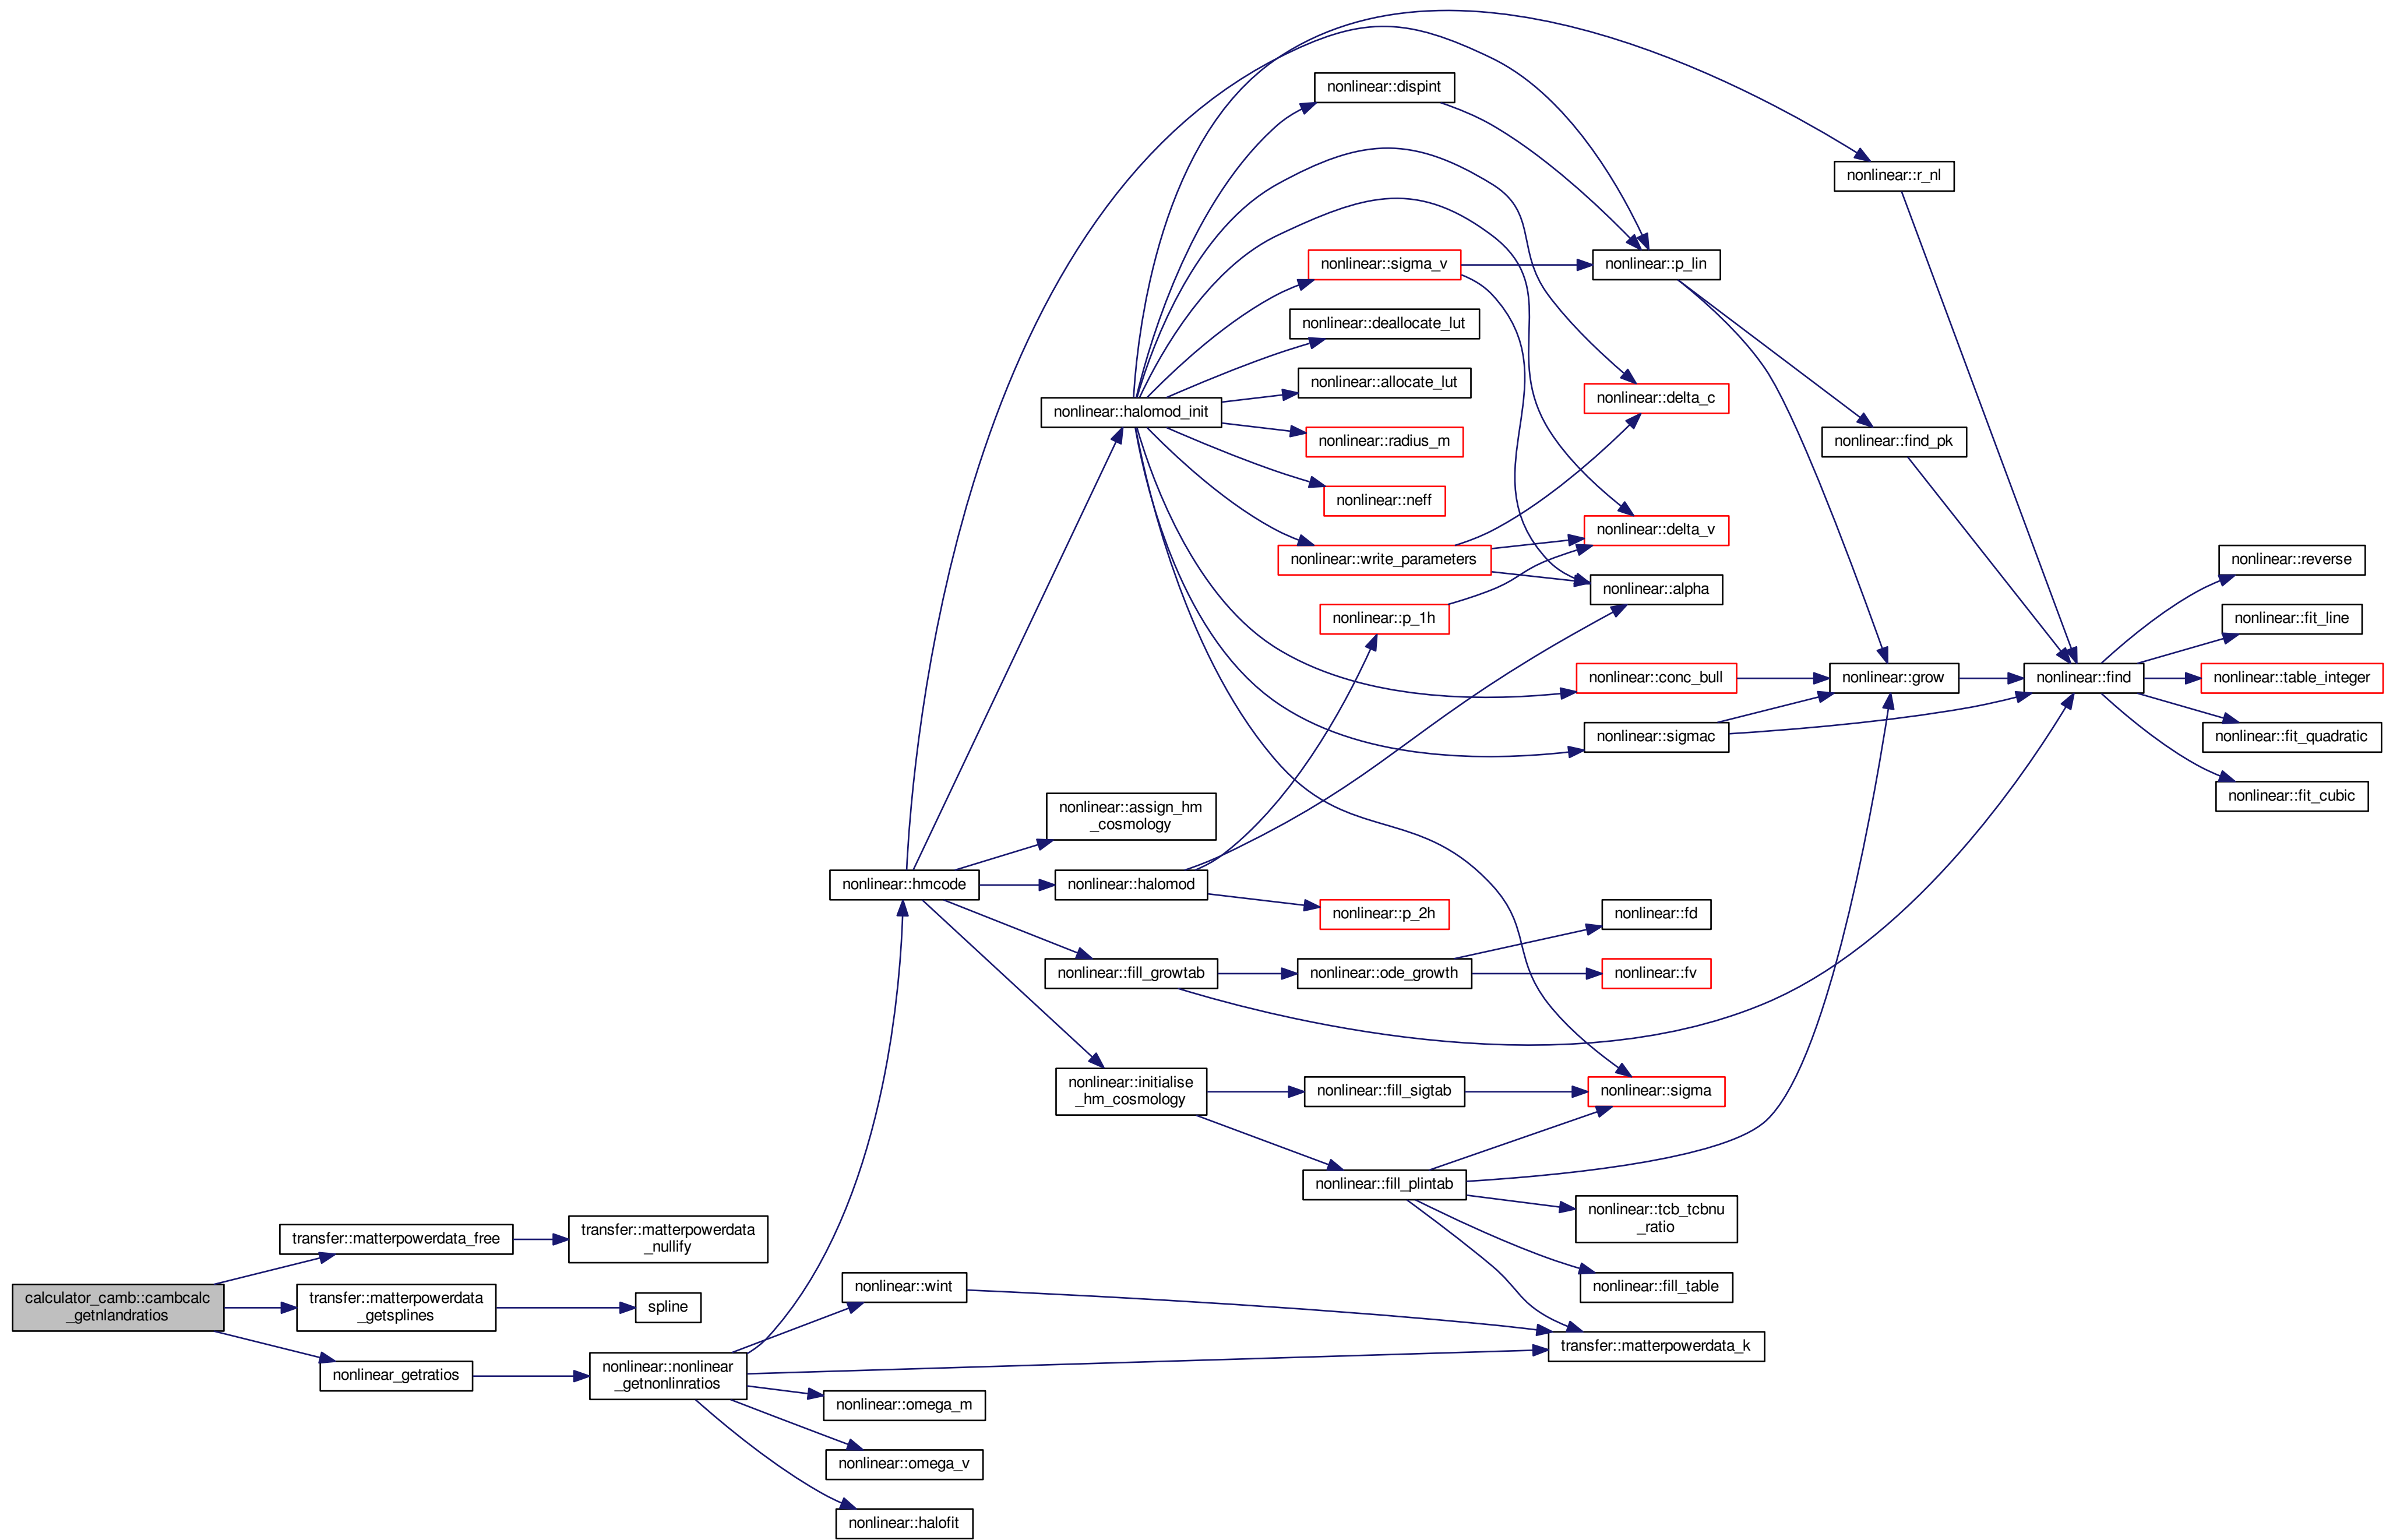 nonlinear::dispint
nonlinear::r_nl
nonlinear::sigma_v
nonlinear::p_lin
nonlinear::deallocate_lut
nonlinear::allocate_lut
nonlinear::delta_c
nonlinear::halomod_init
nonlinear::radius_m
nonlinear::find_pk
nonlinear::neff
nonlinear::delta_v
nonlinear::write_parameters
nonlinear::reverse
nonlinear::alpha
nonlinear::p_1h
nonlinear::fit_line
nonlinear::conc_bull
nonlinear::grow
nonlinear::find
nonlinear::table_integer
nonlinear::sigmac
nonlinear::fit_quadratic
nonlinear::fit_cubic
nonlinear::assign_hm
_cosmology
nonlinear::hmcode
nonlinear::halomod
nonlinear::p_2h
nonlinear::fd
nonlinear::fill_growtab
nonlinear::ode_growth
nonlinear::fv
nonlinear::initialise
_hm_cosmology
nonlinear::fill_sigtab
nonlinear::sigma
nonlinear::fill_plintab
nonlinear::tcb_tcbnu
_ratio
transfer::matterpowerdata_free
transfer::matterpowerdata
_nullify
nonlinear::wint
nonlinear::fill_table
calculator_camb::cambcalc
_getnlandratios
transfer::matterpowerdata
_getsplines
spline
transfer::matterpowerdata_k
nonlinear_getratios
nonlinear::nonlinear
_getnonlinratios
nonlinear::omega_m
nonlinear::omega_v
nonlinear::halofit